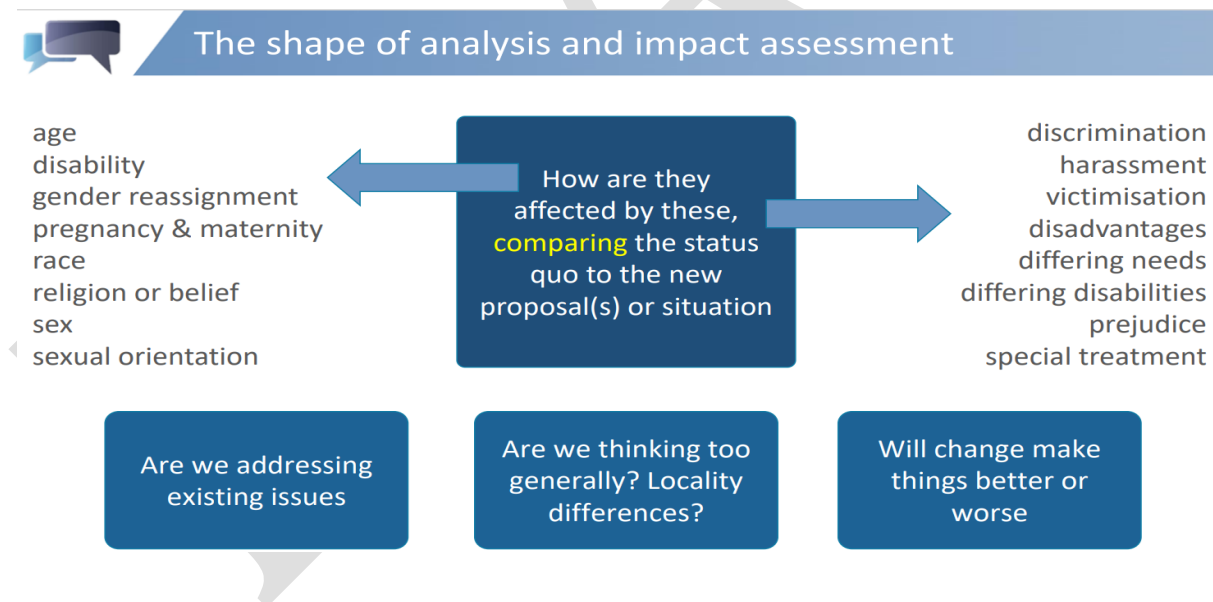 The shape of analysis and impact assessment
age
disability
gender reassignment
pregnancy & maternity
race
religion or belief
sex
sexual orientation
How are they
affected by these,
comparing the status
quo to the new
proposal(s) or situation
discrimination
harassment
victimisation
disadvantages
differing needs
differing disabilities
prejudice
special treatment
Are we addressing
existing issues
Are we thinking too
generally? Locality
differences?
Will change make
things better or
worse